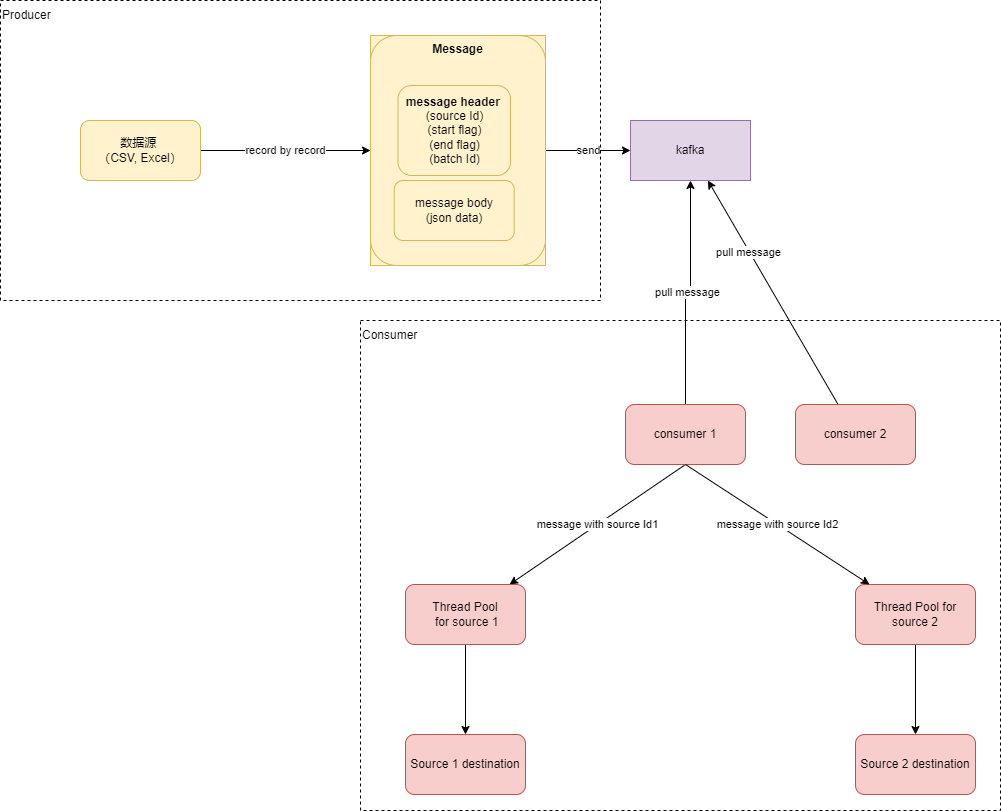 Producer
Message
message header
(source Id)
(start flag)
(end flag)
(batch Id)
数据源
（CSV, Excel）
record by record
send
kafka
message body
(json data)
pull message
pull message
Consumer
consumer 1
consumer 2
message with source Id1
message with source Id2
Thread Pool
for source 1
Thread Pool for
source 2
Source 1 destination
Source 2 destination